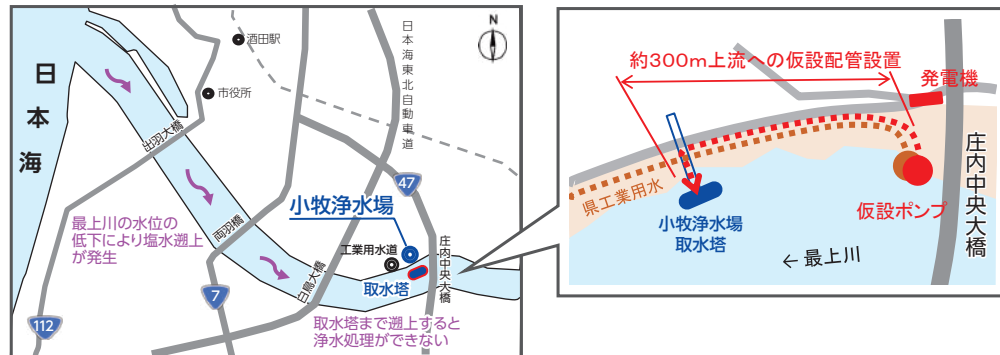 日本海
酒田駅
市役所
出羽大橋
両羽橋
白鳥大橋
日本海東北自動車道
N
47
7
112
小牧浄水場
工業用水道
取水塔
庄内中央大橋
最上川の水位の
低下により塩水遡上
が発生
取水塔まで遡上すると
浄水処理ができない
約300m上流への仮設配管設置
発電機
県工業用水
小牧浄水場
取水塔
仮設ポンプ
庄内中央大橋
← 最上川